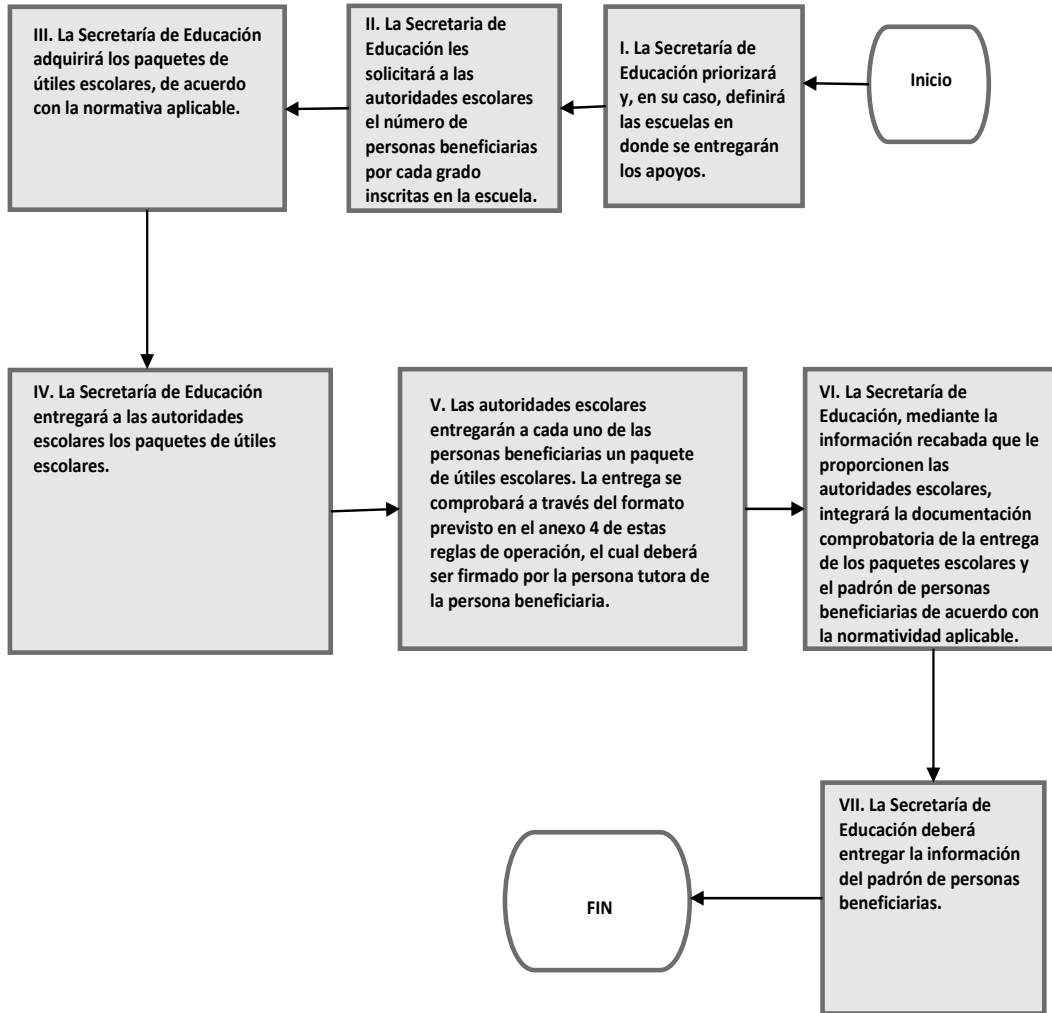 Inicio
I. La Secretaría de
Educación priorizará
y, en su caso, definirá
las escuelas en
donde se entregarán
los apoyos.
II. La Secretaria de
Educación les
solicitará a las
autoridades escolares
el número de
personas beneficiarias
por cada grado
inscritas en la escuela.
III. La Secretaría de Educación
adquirirá los paquetes de
útiles escolares, de acuerdo
con la normativa aplicable.
IV. La Secretaría de Educación
entregará a las autoridades
escolares los paquetes de útiles
escolares.
V. Las autoridades escolares
entregarán a cada uno de las
personas beneficiarias un paquete
de útiles escolares. La entrega se
comprobará a través del formato
previsto en el anexo 4 de estas
reglas de operación, el cual deberá
ser firmado por la persona tutora de
la persona beneficiaria.
VI. La Secretaría de
Educación, mediante la
información recabada que le
proporcionen las
autoridades escolares,
integrará la documentación
comprobatoria de la entrega
de los paquetes escolares y
el padrón de personas
beneficiarias de acuerdo con
la normatividad aplicable.
VII. La Secretaría de
Educación deberá
entregar la información
del padrón de personas
beneficiarias.
FIN